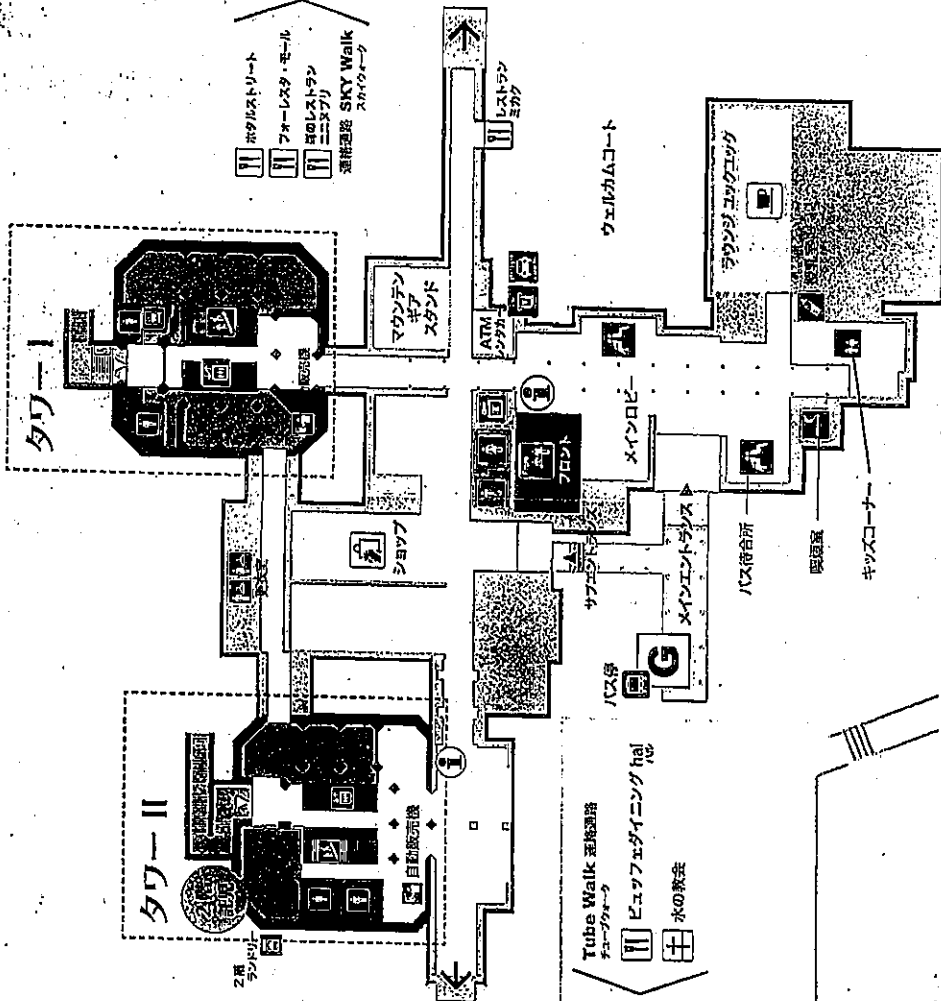 ホタルストリート
フォーレスタ・モール
森のレストラン
ニニヌプリ
連絡通路 SKY Walk
スカイウォーク
レストラン
ミカク
タワー I
マウンテン
ギア
スタンド
ATM
レンタカー
ウェルカムコート
ラウンジ ユックユック
フロント
メインロビー
ショップ
更衣室
サブエントランス
メインエントランス
バス待合所
喫煙室
キッズコーナー
バス停
G
タワー II
自動販売機
2階
ランドリー
i
i
Tube Walk 連絡通路
チューブウォーク
ビュッフェダイニング hal
ハル
水の教会